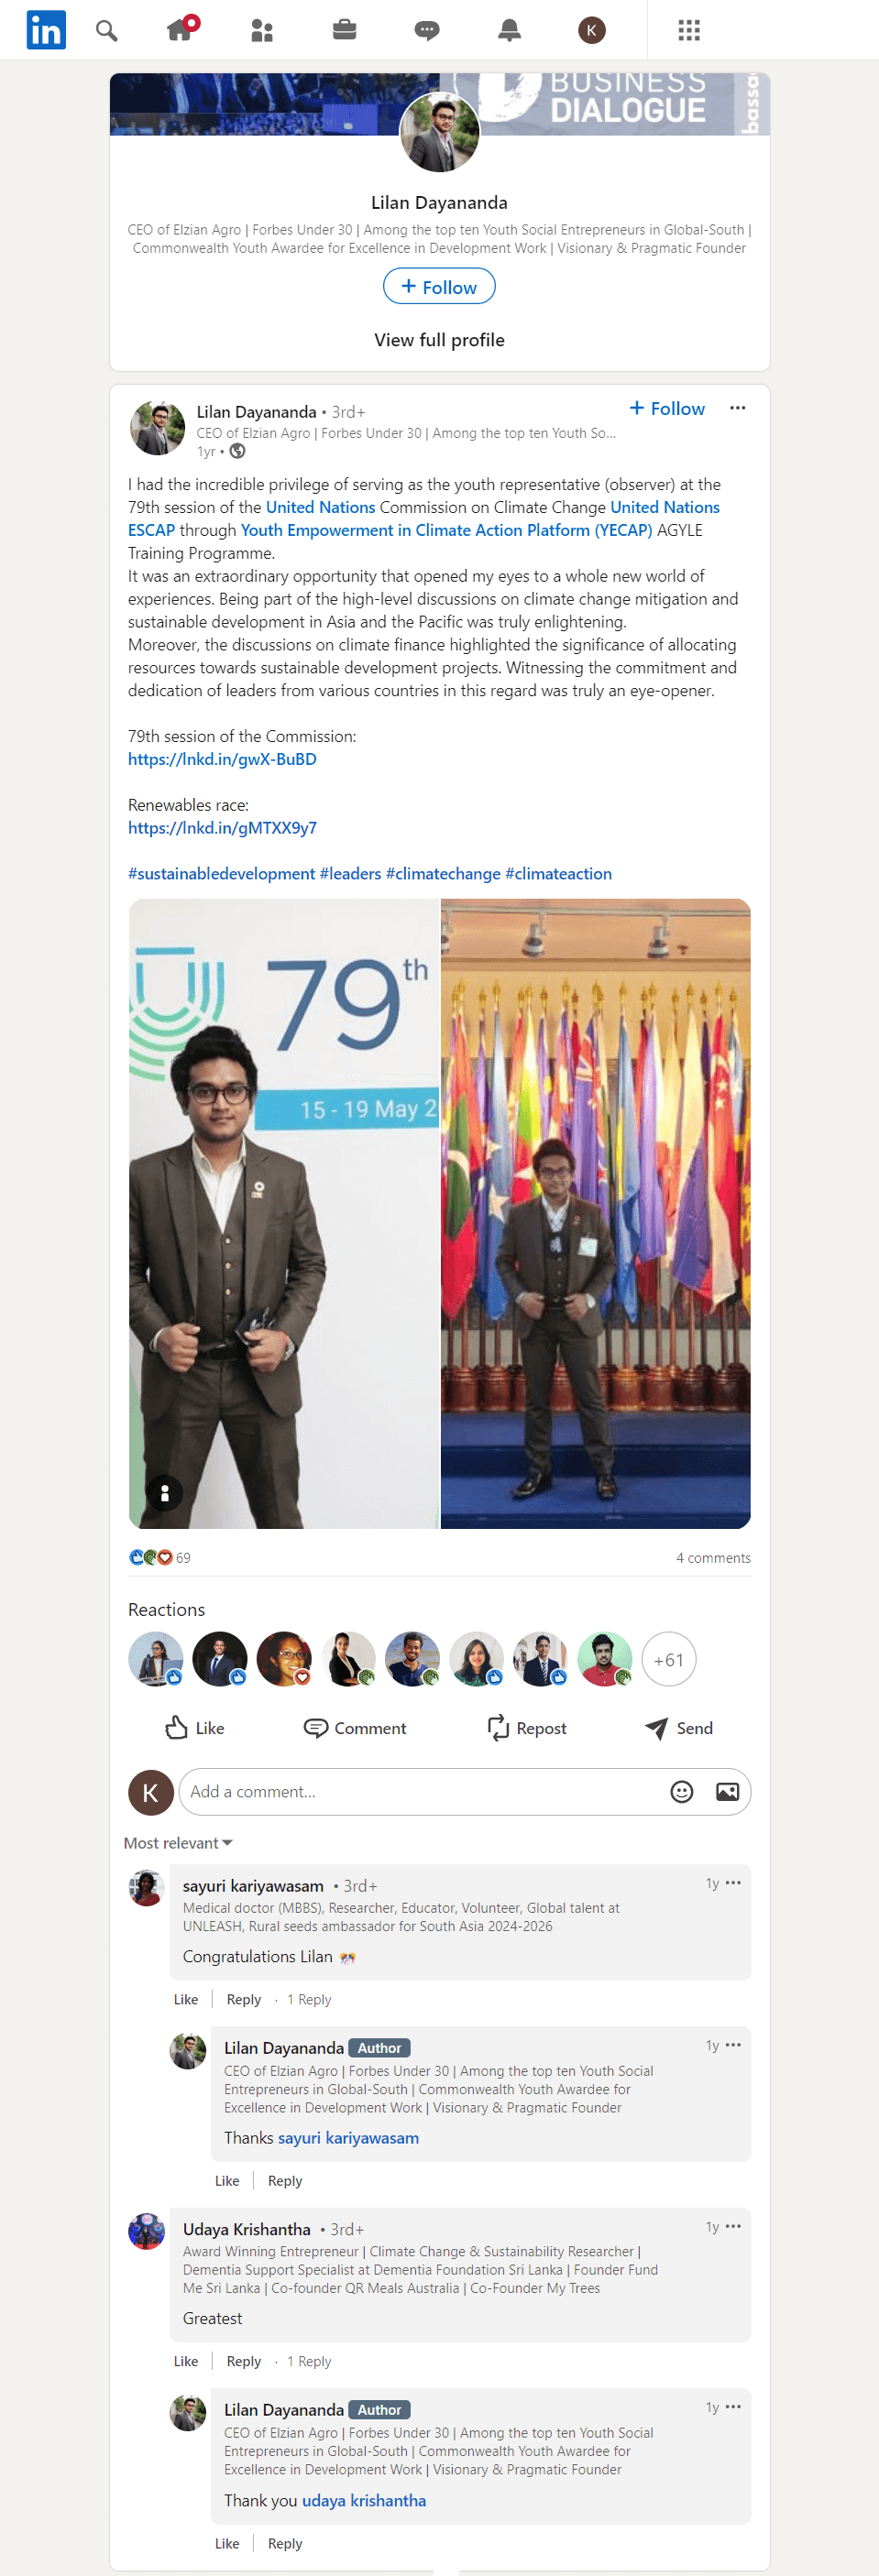 in
K
BUSINESS
DIALOGUE
bassa
Lilan Dayananda
CEO of Elzian Agro | Forbes Under 30 | Among the top ten Youth Social Entrepreneurs in Global-South |
Commonwealth Youth Awardee for Excellence in Development Work | Visionary & Pragmatic Founder
+ Follow
View full profile
Lilan Dayananda • 3rd+
+ Follow
CEO of Elzian Agro | Forbes Under 30 | Among the top ten Youth So...
1yr •
I had the incredible privilege of serving as the youth representative (observer) at the
79th session of the United Nations Commission on Climate Change United Nations
ESCAP through Youth Empowerment in Climate Action Platform (YECAP) AGYLE
Training Programme.
It was an extraordinary opportunity that opened my eyes to a whole new world of
experiences. Being part of the high-level discussions on climate change mitigation and
sustainable development in Asia and the Pacific was truly enlightening.
Moreover, the discussions on climate finance highlighted the significance of allocating
resources towards sustainable development projects. Witnessing the commitment and
dedication of leaders from various countries in this regard was truly an eye-opener.
79th session of the Commission:
https://lnkd.in/gwX-BuBD
Renewables race:
https://lnkd.in/gMTXX9y7
#sustainabledevelopment #leaders #climatechange #climateaction
79th
15 - 19 May 2
69
4 comments
Reactions
+61
Like
Comment
Repost
Send
K
Add a comment...
Most relevant
sayuri kariyawasam • 3rd+
1y
Medical doctor (MBBS), Researcher, Educator, Volunteer, Global talent at
UNLEASH, Rural seeds ambassador for South Asia 2024-2026
Congratulations Lilan 🎊
Like | Reply · 1 Reply
Lilan Dayananda Author
1y
CEO of Elzian Agro | Forbes Under 30 | Among the top ten Youth Social
Entrepreneurs in Global-South | Commonwealth Youth Awardee for
Excellence in Development Work | Visionary & Pragmatic Founder
Thanks sayuri kariyawasam
Like | Reply
Udaya Krishantha • 3rd+
1y
Award Winning Entrepreneur | Climate Change & Sustainability Researcher |
Dementia Support Specialist at Dementia Foundation Sri Lanka | Founder Fund
Me Sri Lanka | Co-founder QR Meals Australia | Co-Founder My Trees
Greatest
Like | Reply · 1 Reply
Lilan Dayananda Author
1y
CEO of Elzian Agro | Forbes Under 30 | Among the top ten Youth Social
Entrepreneurs in Global-South | Commonwealth Youth Awardee for
Excellence in Development Work | Visionary & Pragmatic Founder
Thank you udaya krishantha
Like | Reply